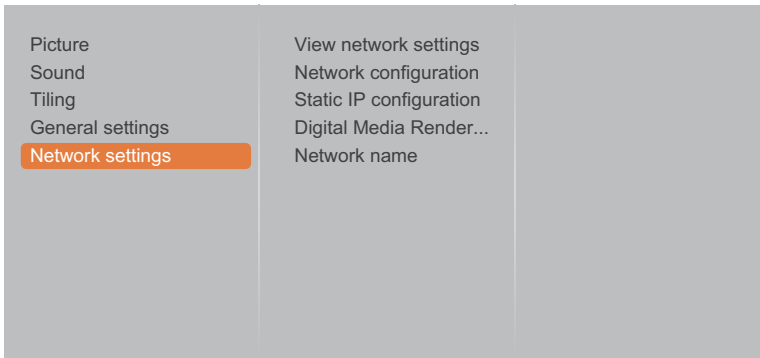 Picture
Sound
Tiling
General settings
Network settings
View network settings
Network configuration
Static IP configuration
Digital Media Render...
Network name